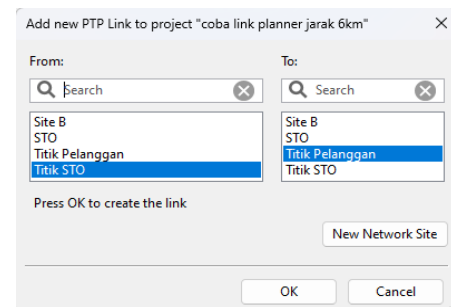 Add new PTP Link to project "coba link planner jarak 6km"
From:
To:
Search
Search
Site B
STO
Titik Pelanggan
Titik STO
Site B
STO
Titik Pelanggan
Titik STO
Press OK to create the link
New Network Site
OK
Cancel